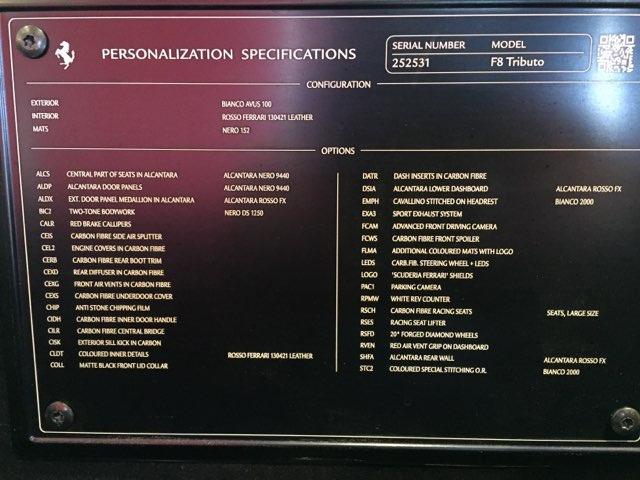 PERSONALIZATION SPECIFICATIONS
SERIAL NUMBER MODEL
252531 F8 Tributo
CONFIGURATION
EXTERIOR BIANCO AVUS 100
INTERIOR ROSSO FERRARI 130421 LEATHER
MATS NERO 152
OPTIONS
ALCS CENTRAL PART OF SEATS IN ALCANTARA ALCANTARA NERO 9440
ALDP ALCANTARA DOOR PANELS ALCANTARA NERO 9440
ALDX EXT. DOOR PANEL MEDALLION IN ALCANTARA ALCANTARA ROSSO FX
BIC2 TWO-TONE BODYWORK NERO DS 1250
CALR RED BRAKE CALLIPERS
CEIS CARBON FIBRE SIDE AIR SPLITTER
CEL2 ENGINE COVERS IN CARBON FIBRE
CERB CARBON FIBRE REAR BOOT TRIM
CEXD REAR DIFFUSER IN CARBON FIBRE
CEXG FRONT AIR VENTS IN CARBON FIBRE
CEXS CARBON FIBRE UNDERDOOR COVER
CHIP ANTI STONE CHIPPING FILM
CIDH CARBON FIBRE INNER DOOR HANDLE
CILR CARBON FIBRE CENTRAL BRIDGE
CISK EXTERIOR SILL KICK IN CARBON
CLDT COLOURED INNER DETAILS ROSSO FERRARI 130421 LEATHER
COLL MATTE BLACK FRONT LID COLLAR
DATR DASH INSERTS IN CARBON FIBRE
DSIA ALCANTARA LOWER DASHBOARD ALCANTARA ROSSO FX
EMPH CAVALLINO STITCHED ON HEADREST BIANCO 2000
EXA3 SPORT EXHAUST SYSTEM
FCAM ADVANCED FRONT DRIVING CAMERA
FCWS CARBON FIBRE FRONT SPOILER
FLMA ADDITIONAL COLOURED MATS WITH LOGO
LEDS CARB.FIB. STEERING WHEEL + LEDS
LOGO 'SCUDERIA FERRARI' SHIELDS
PAC1 PARKING CAMERA
RPMW WHITE REV COUNTER
RSCH CARBON FIBRE RACING SEATS SEATS, LARGE SIZE
RSES RACING SEAT LIFTER
RSFD 20" FORGED DIAMOND WHEELS
RVEN RED AIR VENT GRIP ON DASHBOARD
SHFA ALCANTARA REAR WALL ALCANTARA ROSSO FX
STC2 COLOURED SPECIAL STITCHING O.R. BIANCO 2000